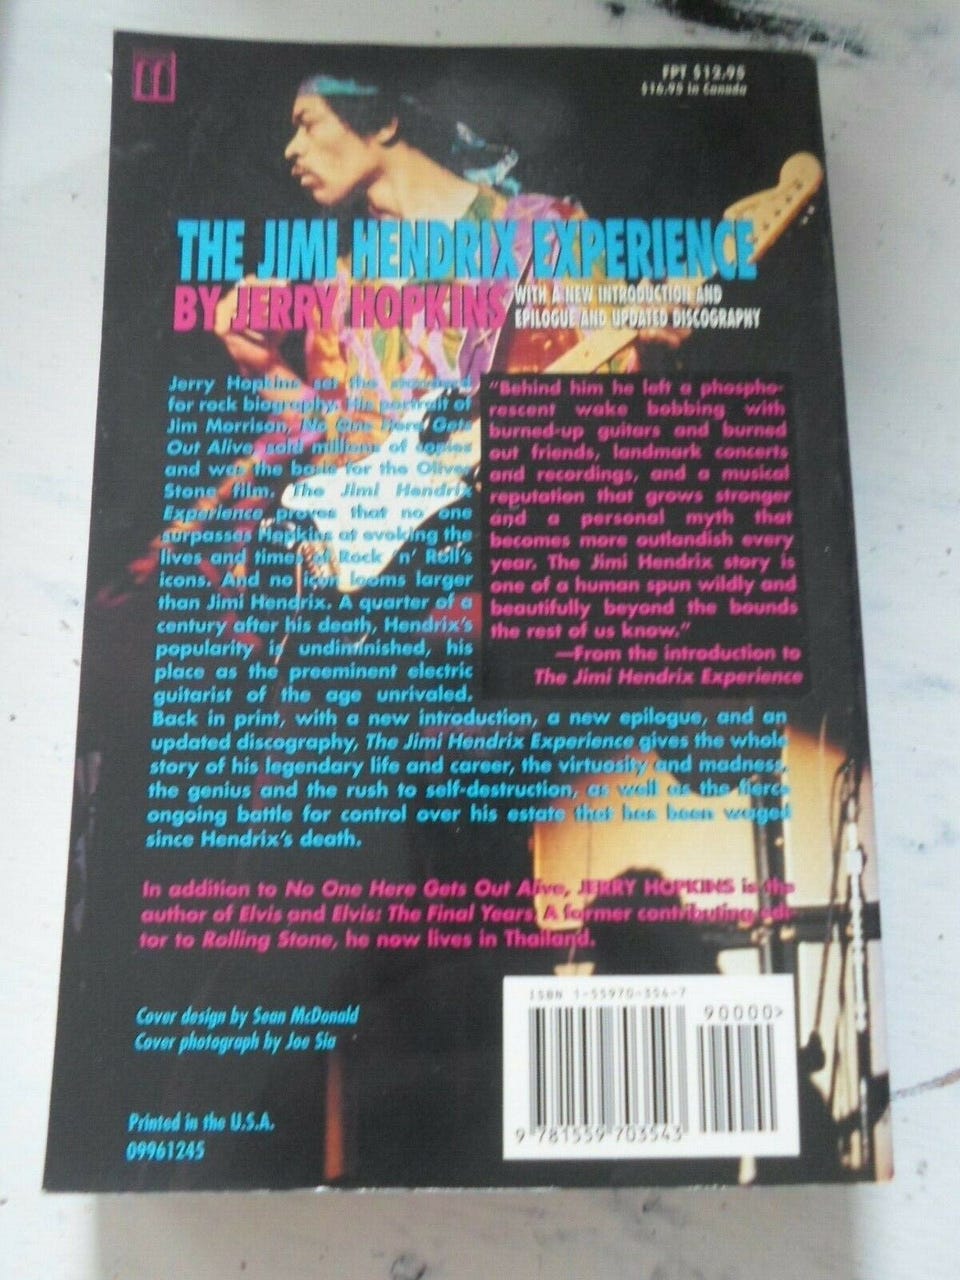 FPT $12.95
$16.95 in Canada
THE JIMI HENDRIX EXPERIENCE
BY JERRY HOPKINS
WITH A NEW INTRODUCTION AND
EPILOGUE AND UPDATED DISCOGRAPHY
Jerry Hopkins set the standard
for rock biography. His portrait of
Jim Morrison, No One Here Gets
Out Alive, sold millions of copies
and was the basis for the Oliver
Stone film. The Jimi Hendrix
Experience proves that no one
surpasses Hopkins at evoking the
lives and times of Rock 'n' Roll's
icons. And no icon looms larger
than Jimi Hendrix. A quarter of a
century after his death, Hendrix's
popularity is undiminished, his
place as the preeminent electric
guitarist of the age unrivaled.
Back in print, with a new introduction, a new epilogue, and an
updated discography, The Jimi Hendrix Experience gives the whole
story of his legendary life and career, the virtuosity and madness,
the genius and the rush to self-destruction, as well as the fierce
ongoing battle for control over his estate that has been waged
since Hendrix's death.
"Behind him he left a phospho-
rescent wake bobbing with
burned-up guitars and burned
out friends, landmark concerts
and recordings, and a musical
reputation that grows stronger
and a personal myth that
becomes more outlandish every
year. The Jimi Hendrix story is
one of a human spun wildly and
beautifully beyond the bounds
the rest of us know."
—From the introduction to
The Jimi Hendrix Experience
In addition to No One Here Gets Out Alive, JERRY HOPKINS is the
author of Elvis and Elvis: The Final Years. A former contributing edi-
tor to Rolling Stone, he now lives in Thailand.
Cover design by Sean McDonald
Cover photograph by Joe Sia
Printed in the U.S.A.
09961245
ISBN 1-55970-354-7
90000>
9 781559 703543